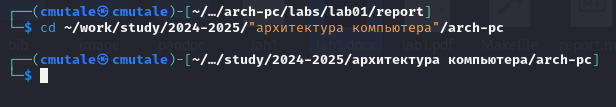 ┌──(cmutale㉿cmutale)-[~/…/arch-pc/labs/lab01/report]
└─$ cd ~/work/study/2024-2025/"архитектура компьютера"/arch-pc
┌──(cmutale㉿cmutale)-[~/…/study/2024-2025/архитектура компьютера/arch-pc]
└─$